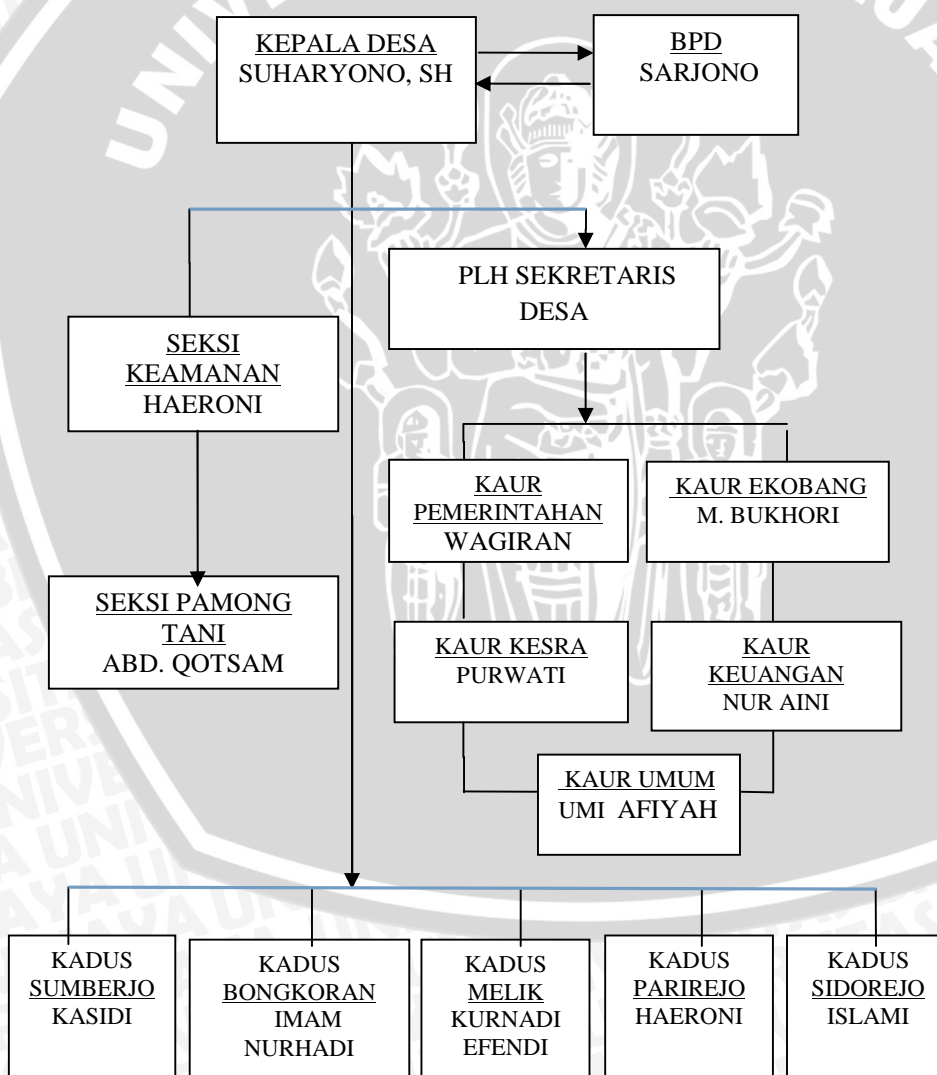 KEPALA DESA
SUHARYONO, SH
BPD
SARJONO
PLH SEKRETARIS
DESA
SEKSI
KEAMANAN
HAERONI
KAUR
PEMERINTAHAN
WAGIRAN
KAUR EKOBANG
M. BUKHORI
SEKSI PAMONG
TANI
ABD. QOTSAM
KAUR KESRA
PURWATI
KAUR
KEUANGAN
NUR AINI
KAUR UMUM
UMI AFIYAH
KADUS
SUMBERJO
KASIDI
KADUS
BONGKORAN
IMAM
NURHADI
KADUS
MELIK
KURNADI
EFENDI
KADUS
PARIREJO
HAERONI
KADUS
SIDOREJO
ISLAMI